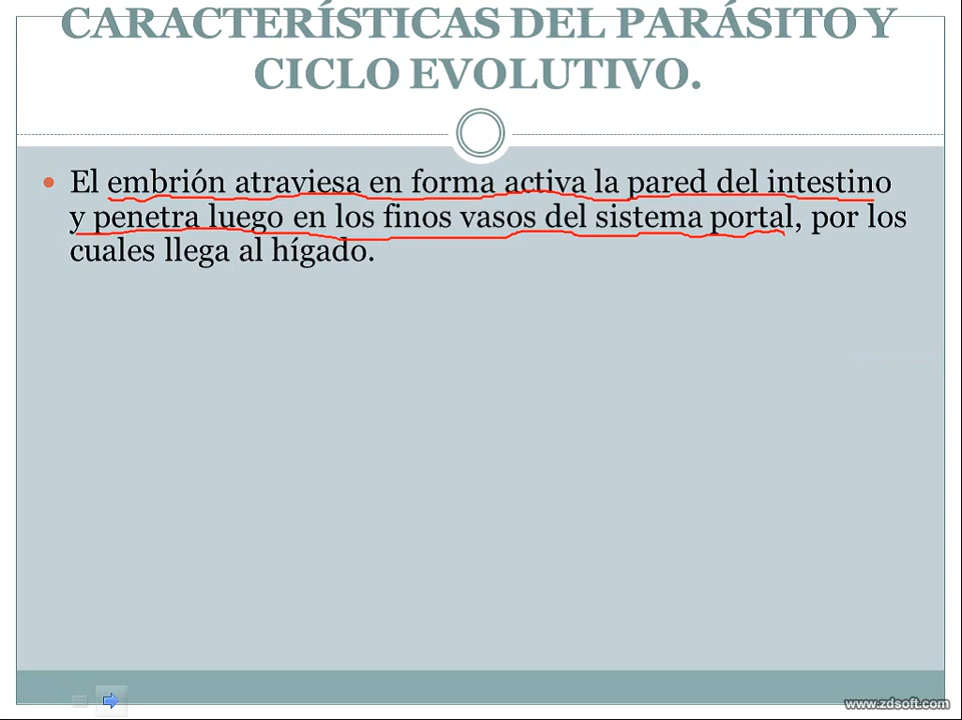 CARACTERÍSTICAS DEL PARÁSITO Y
CICLO EVOLUTIVO.
• El embrión atraviesa en forma activa la pared del intestino
y penetra luego en los finos vasos del sistema portal, por los
cuales llega al hígado.
www.zdsoft.com